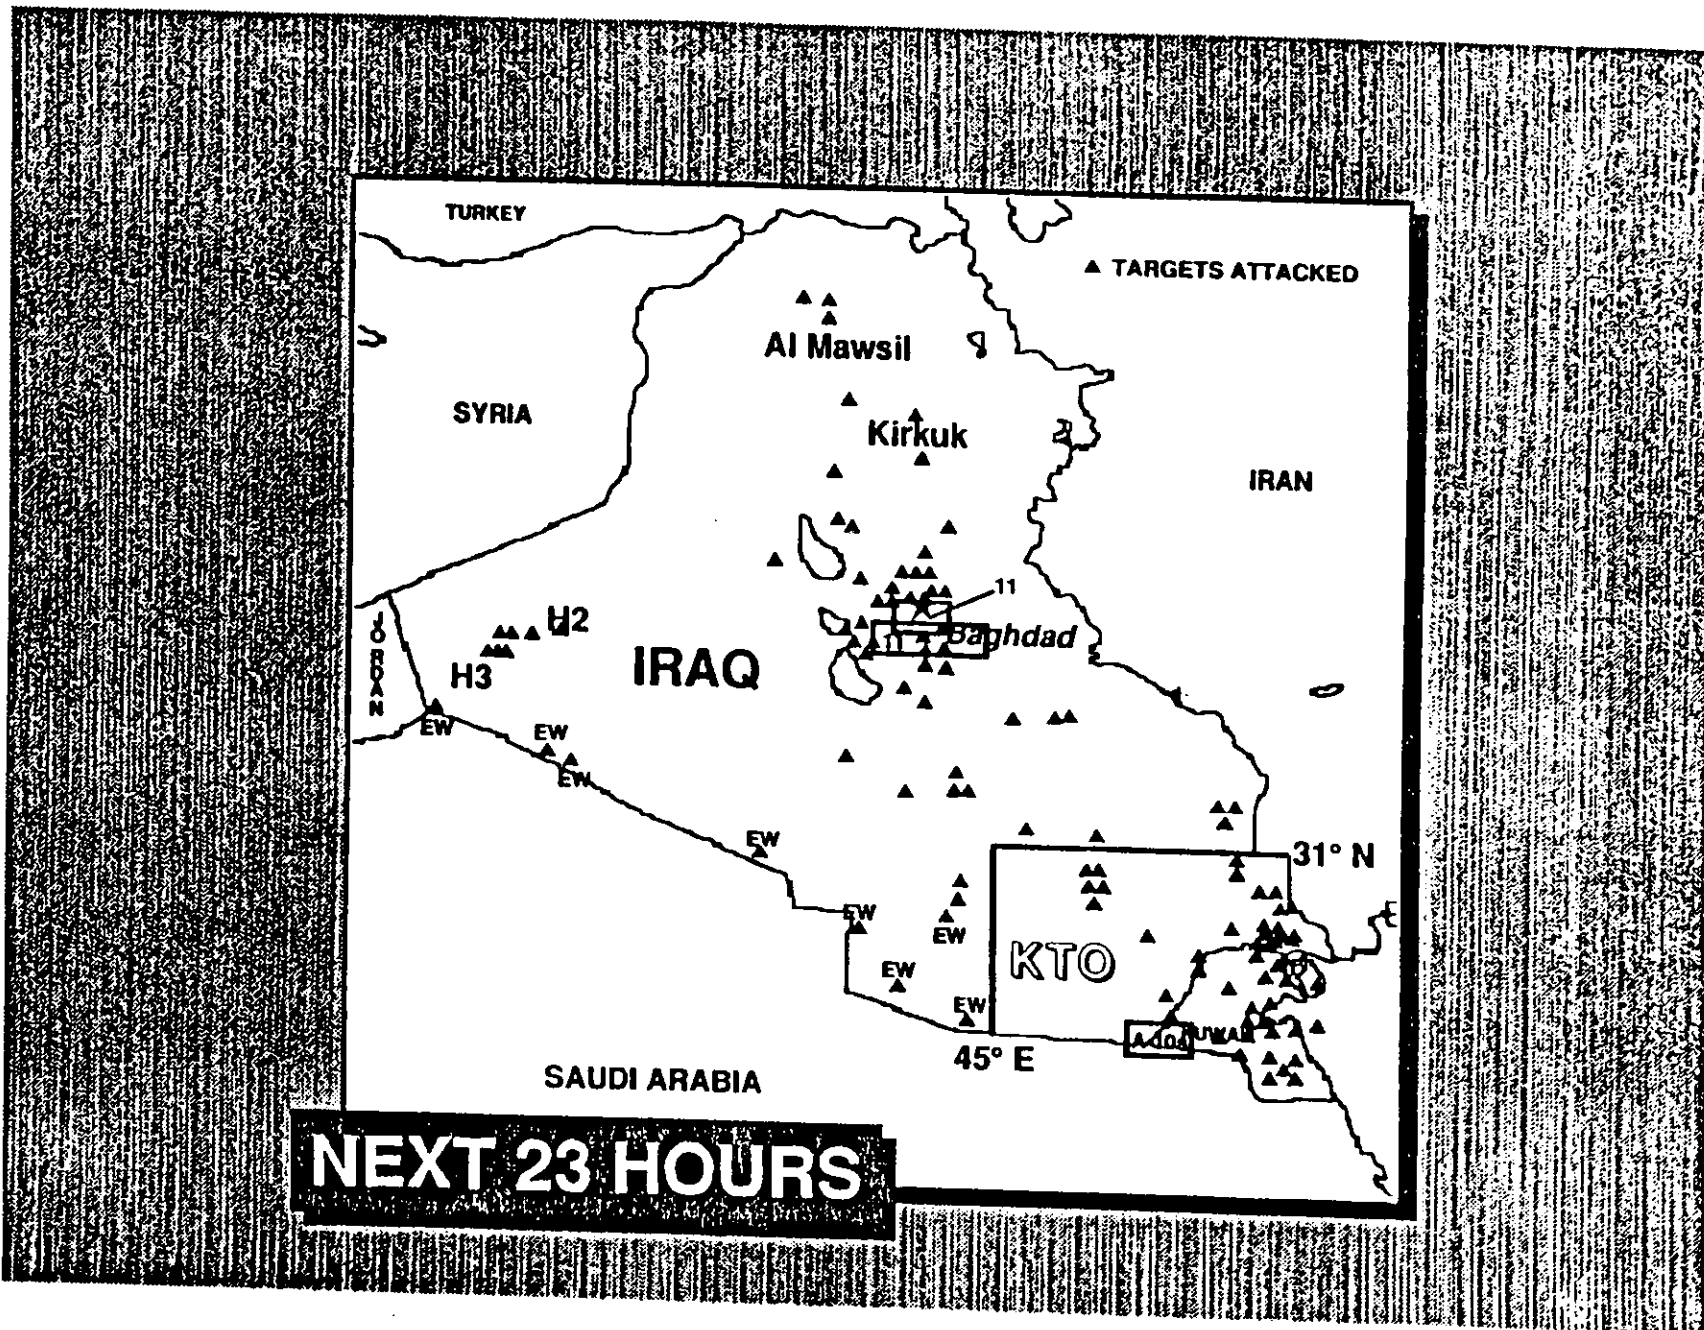 TURKEY
▲ TARGETS ATTACKED
Al Mawsil
SYRIA
Kirkuk
IRAN
11
JORDAN
H2
Baghdad
11
IRAQ
H3
EW
EW
EW
EW
31° N
EW
EW
KTO
EW
EW
45° E
SAUDI ARABIA
NEXT 23 HOURS